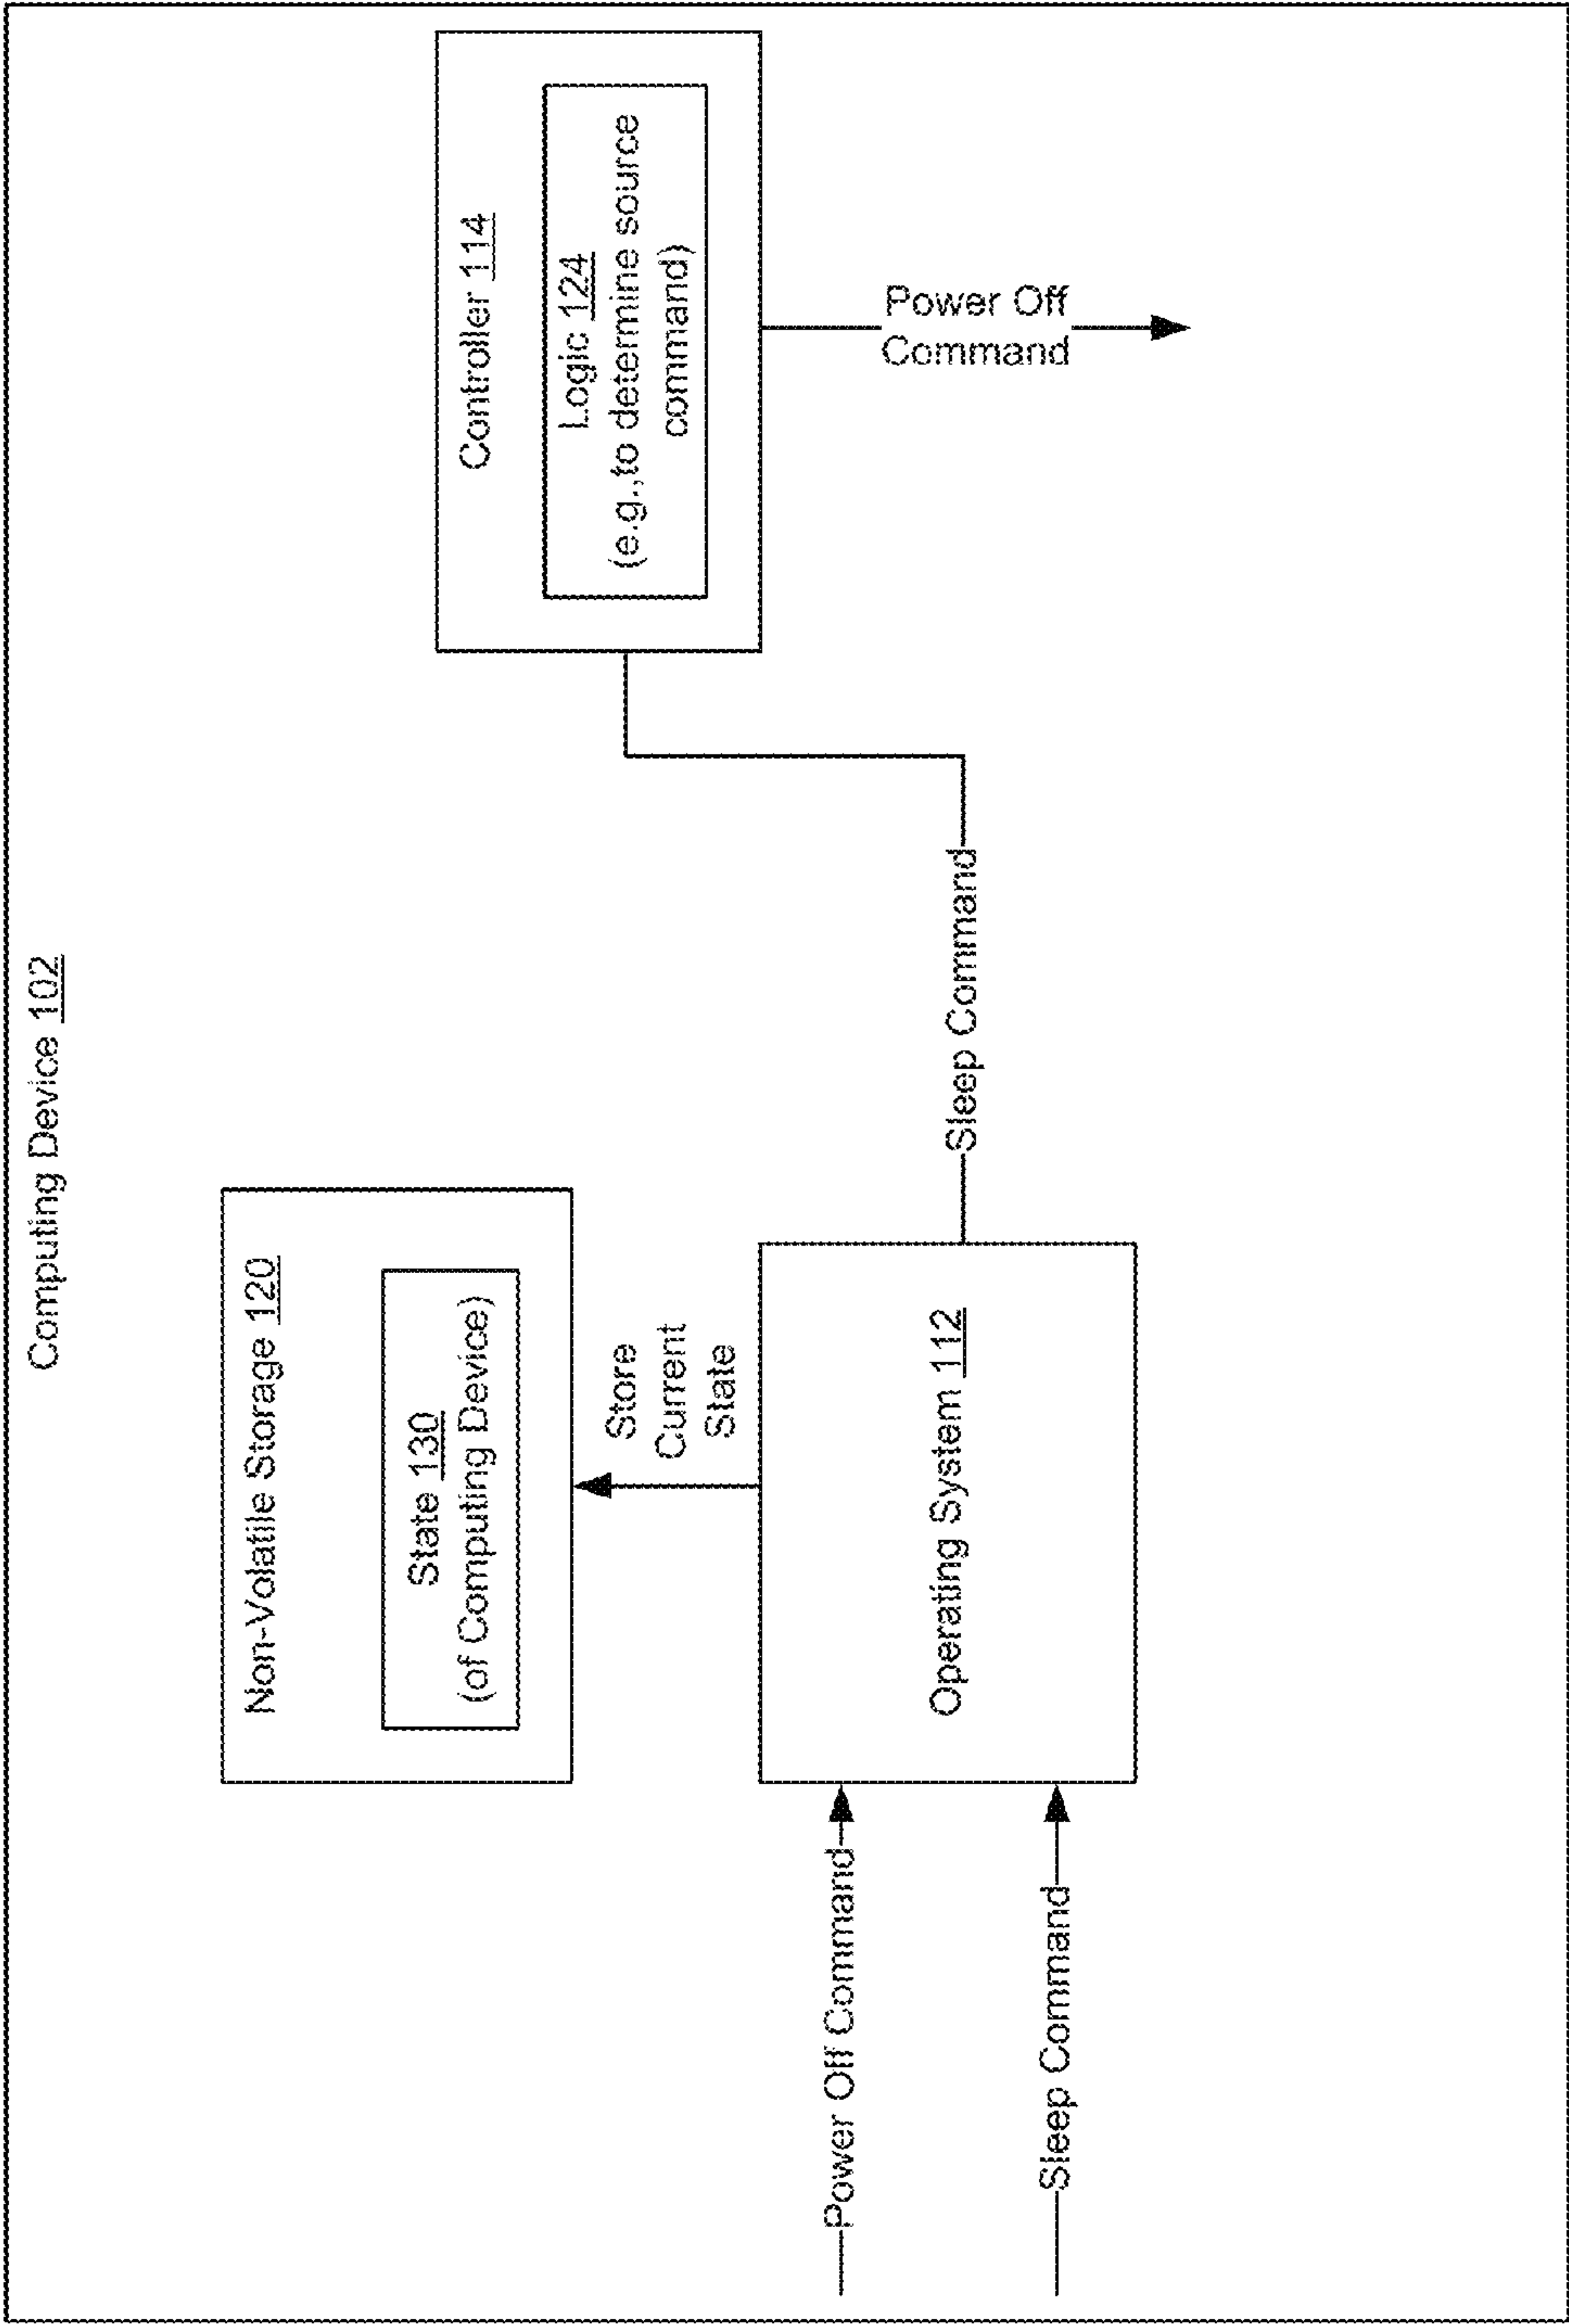 Computing Device 102
Non-Volatile Storage 120
State 130
(of Computing Device)
Controller 114
Logic 124
(e.g.,to determine source
command)
Store
Current
State
Power Off Command
Sleep Command
Operating System 112
Sleep Command
Power Off
Command